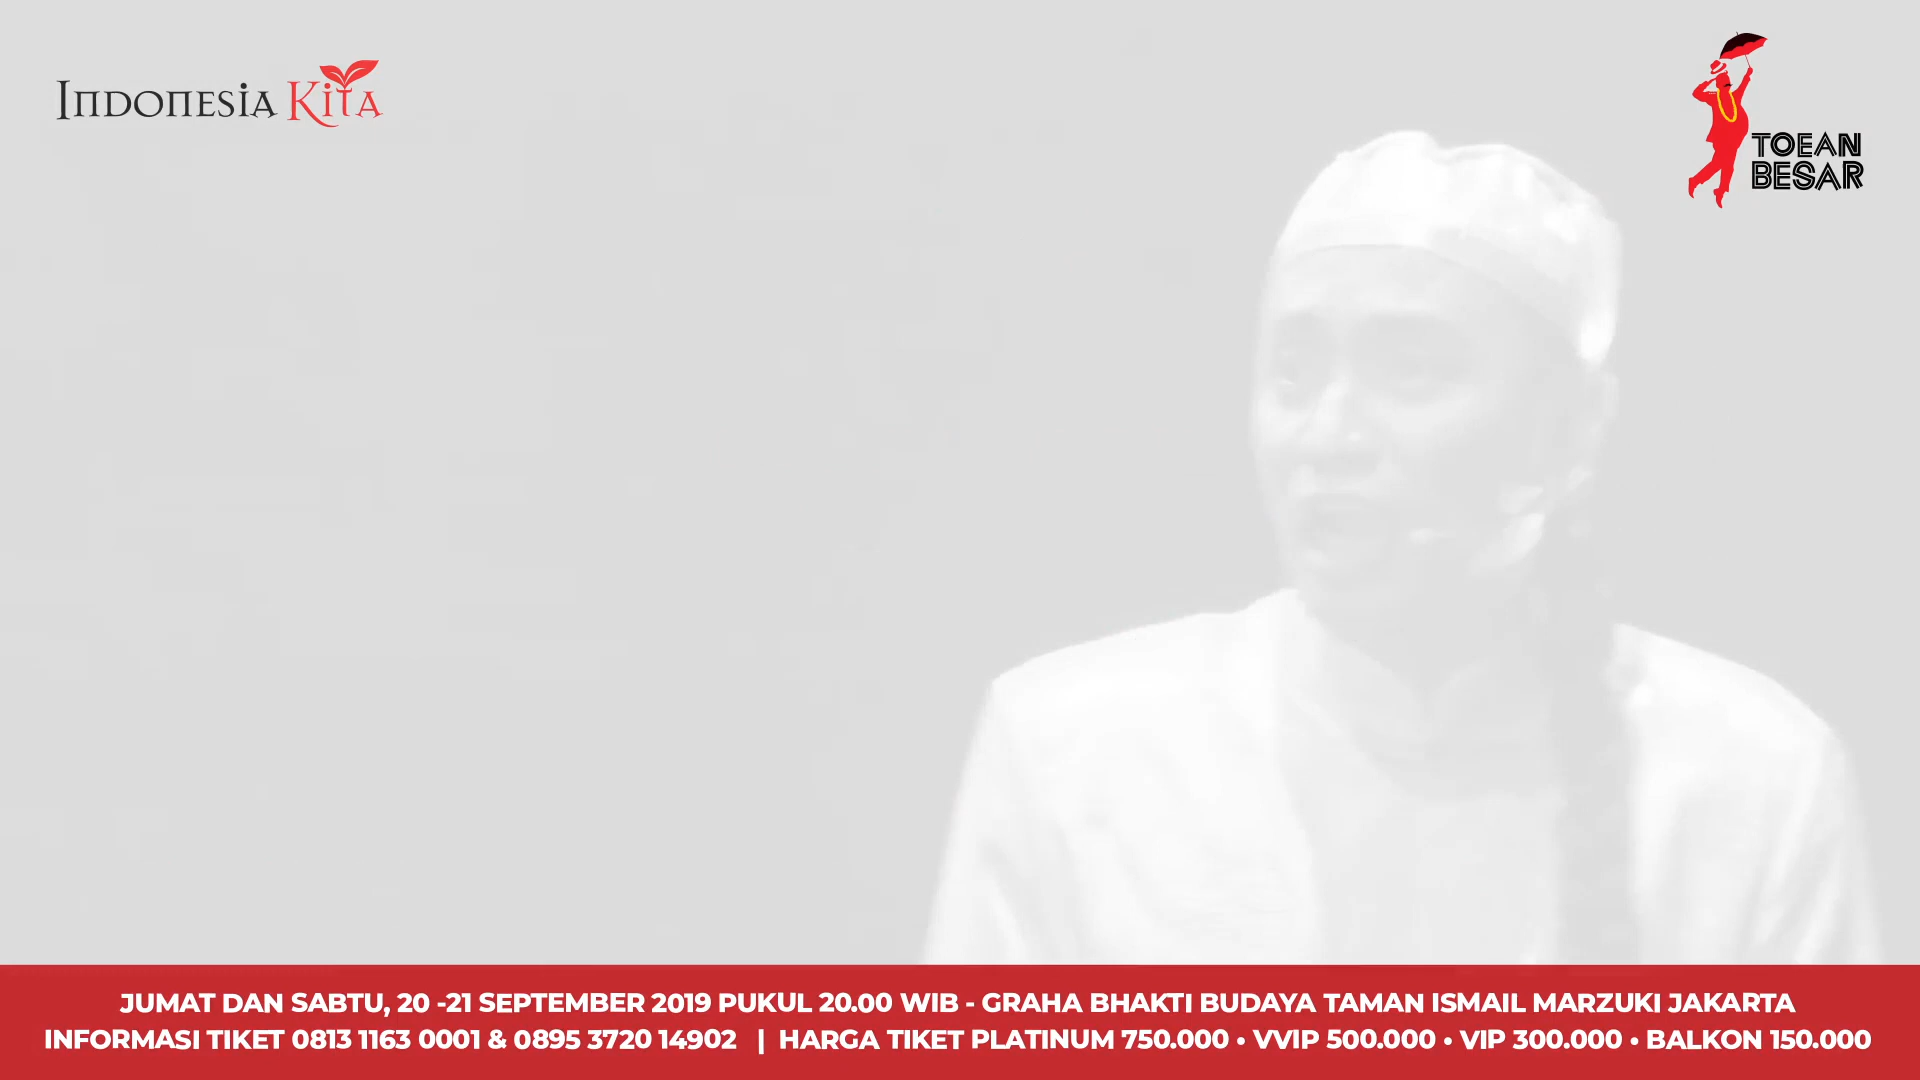 INDONESIA KITA
TOEAN
BESAR
JUMAT DAN SABTU, 20 -21 SEPTEMBER 2019 PUKUL 20.00 WIB - GRAHA BHAKTI BUDAYA TAMAN ISMAIL MARZUKI JAKARTA
INFORMASI TIKET 0813 1163 0001 & 0895 3720 14902 | HARGA TIKET PLATINUM 750.000 • VVIP 500.000 • VIP 300.000 • BALKON 150.000